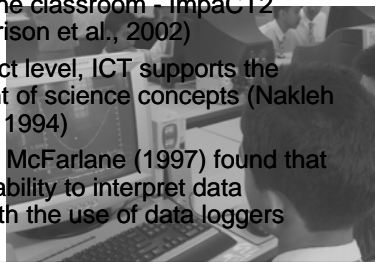 he classroom - ImpaCT2
rison et al., 2002)
ct level, ICT supports the
t of science concepts (Nakleh
1994)
McFarlane (1997) found that
ability to interpret data
th the use of data loggers